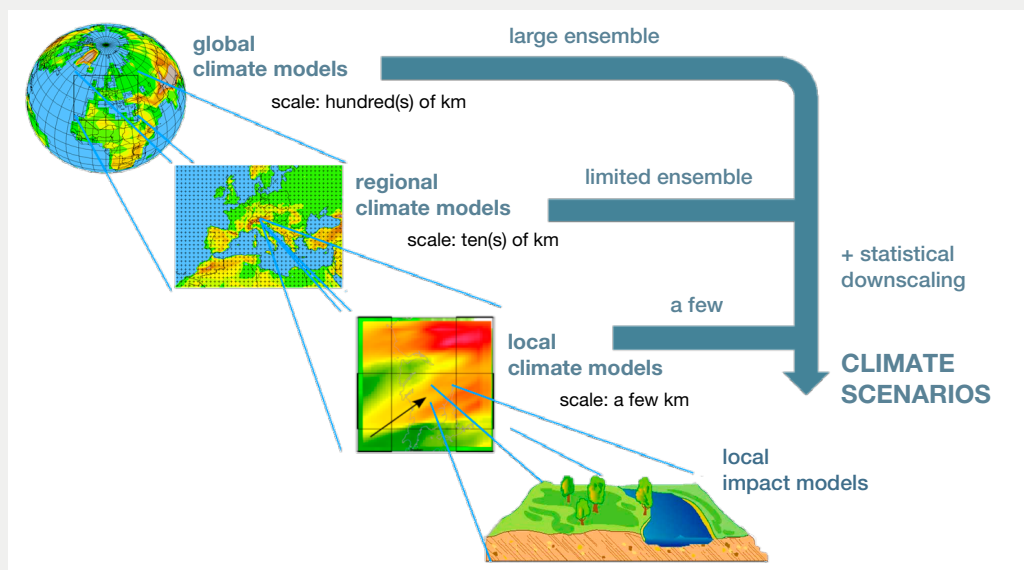 global
climate models
large ensemble
scale: hundred(s) of km
regional
climate models
limited ensemble
scale: ten(s) of km
+ statistical
downscaling
a few
local
climate models
CLIMATE
SCENARIOS
scale: a few km
local
impact models